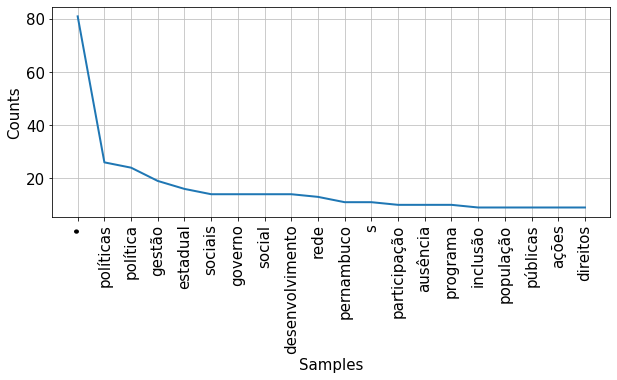 80
60
40
20
Counts
•
políticas
política
gestão
estadual
sociais
governo
social
desenvolvimento
rede
pernambuco
s
participação
ausência
programa
inclusão
população
públicas
ações
direitos
Samples